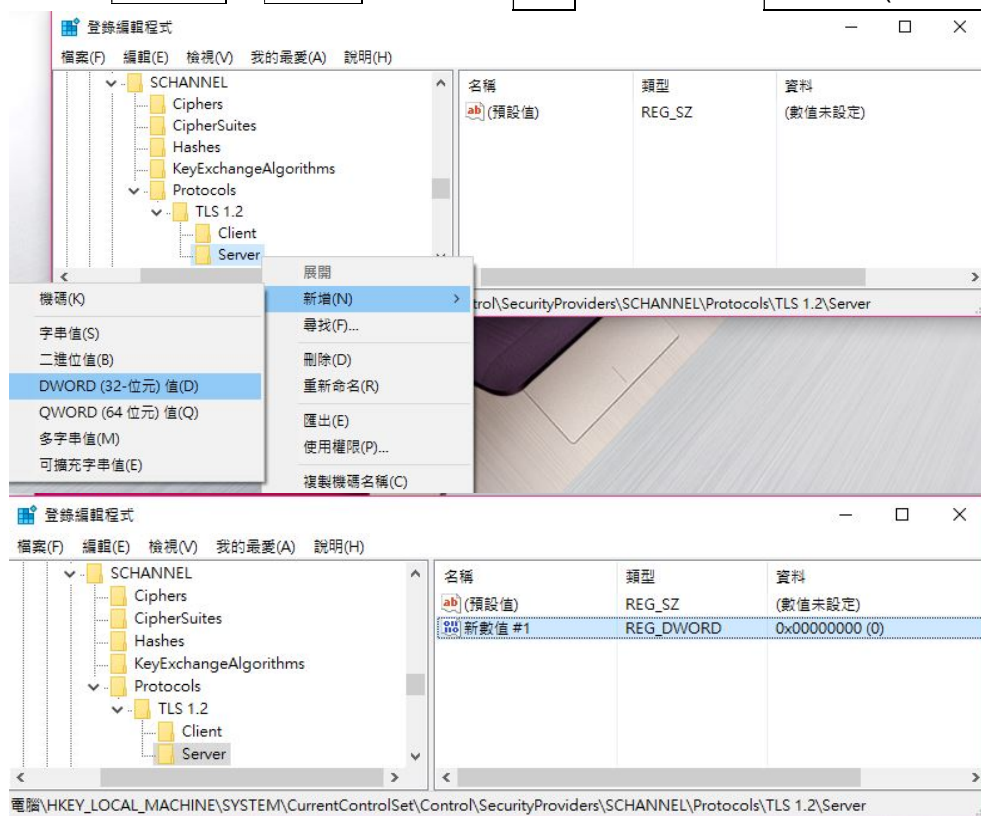 登錄編輯程式
檔案(F) 編輯(E) 檢視(V) 我的最愛(A) 說明(H)
SCHANNEL
Ciphers
CipherSuites
Hashes
KeyExchangeAlgorithms
Protocols
TLS 1.2
Client
Server
名稱 類型 資料
ab (預設值) REG_SZ (數值未設定)
展開
新增(N)
尋找(F)...
刪除(D)
重新命名(R)
匯出(E)
使用權限(P)...
複製機碼名稱(C)
機碼(K)
字串值(S)
二進位值(B)
DWORD (32-位元) 值(D)
QWORD (64 位元) 值(Q)
多字串值(M)
可擴充字串值(E)
trol\SecurityProviders\SCHANNEL\Protocols\TLS 1.2\Server
登錄編輯程式
檔案(F) 編輯(E) 檢視(V) 我的最愛(A) 說明(H)
SCHANNEL
Ciphers
CipherSuites
Hashes
KeyExchangeAlgorithms
Protocols
TLS 1.2
Client
Server
名稱 類型 資料
ab (預設值) REG_SZ (數值未設定)
新數值 #1 REG_DWORD 0x00000000 (0)
電腦\HKEY_LOCAL_MACHINE\SYSTEM\CurrentControlSet\Control\SecurityProviders\SCHANNEL\Protocols\TLS 1.2\Server